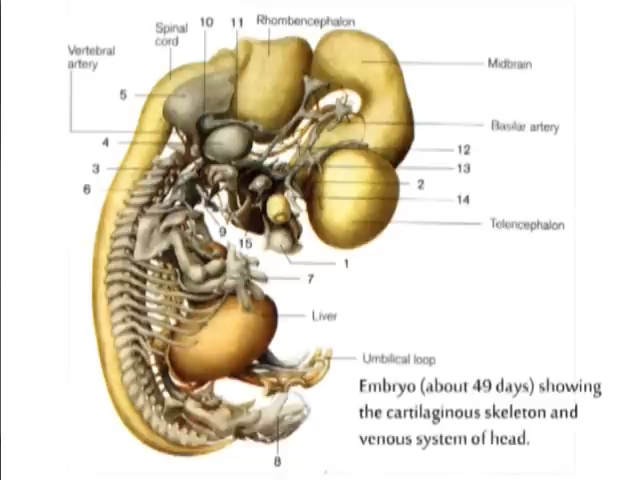 Spinal
cord
10
11
Rhombencephalon
Vertebral
artery
Midbrain
5
Basilar artery
4
12
3
13
6
2
14
9
15
Telencephalon
1
7
Liver
Umbilical loop
Embryo (about 49 days) showing
the cartilaginous skeleton and
venous system of head.
8